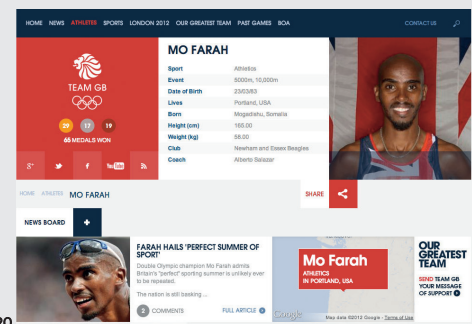 HOME NEWS ATHLETES SPORTS LONDON 2012 OUR GREATEST TEAM PAST GAMES BOA CONTACT US
TEAM GB
29 17 19
65 MEDALS WON
g+ YouTube
MO FARAH
Sport Athletics
Event 5000m, 10,000m
Date of Birth 23/03/83
Lives Portland, USA
Born Mogadishu, Somalia
Height (cm) 165.00
Weight (kg) 58.00
Club Newham and Essex Beagles
Coach Alberto Salazar
HOME ATHLETES MO FARAH
SHARE
NEWS BOARD +
FARAH HAILS 'PERFECT SUMMER OF
SPORT'
Double Olympic champion Mo Farah admits
Britain's "perfect" sporting summer is unlikely ever
to be repeated.
The nation is still basking ...
2 COMMENTS FULL ARTICLE
Mo Farah
ATHLETICS
IN PORTLAND, USA
Google Map data ©2012 Google - Terms of Use
OUR
GREATEST
TEAM
SEND TEAM GB
YOUR MESSAGE
OF SUPPORT
20